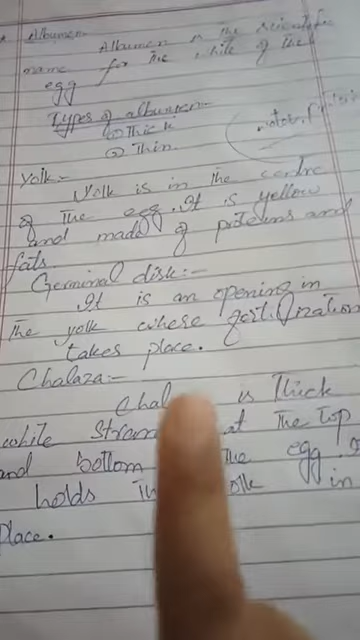 Albumen
Albumen is the scientific
name for the white of the
egg
Types of albumen
① Thick
② Thin
Yolk:-
Yolk is in the centre
of the egg. It is yellow
and made of proteins and
fats
Germinal disk:-
It is an opening in
the yolk where fertilization
takes place.
Chalaza:-
Chal is Thick
white at the Top
and bottom the egg.
holds in
place.